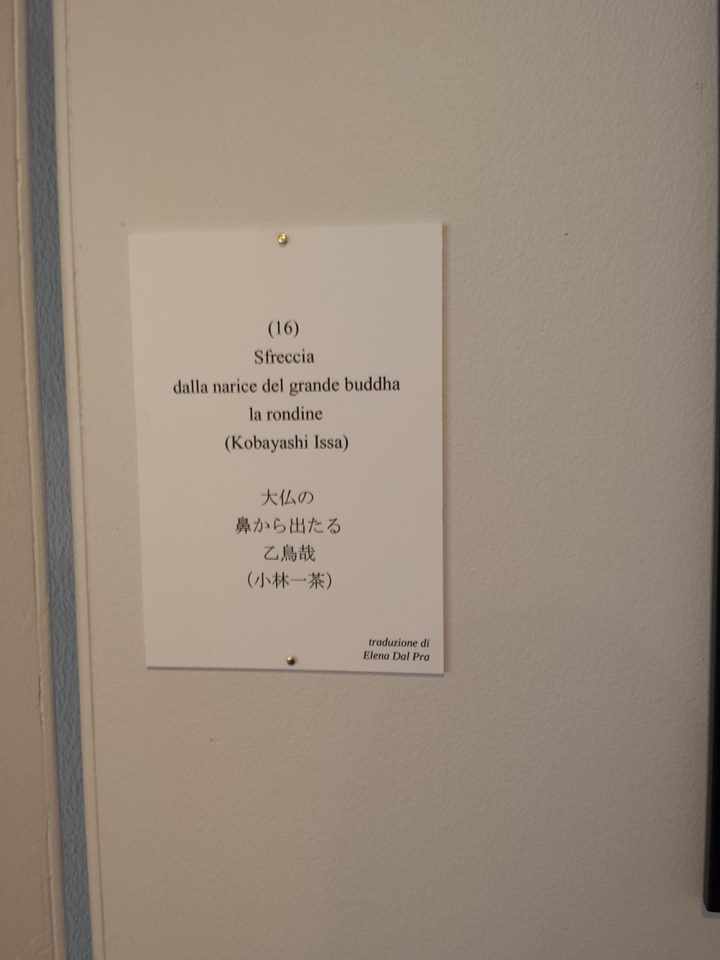 (16)
Sfreccia
dalla narice del grande buddha
la rondine
(Kobayashi Issa)
大仏の
鼻から出たる
乙鳥哉
（小林一茶）
traduzione di
Elena Dal Pra